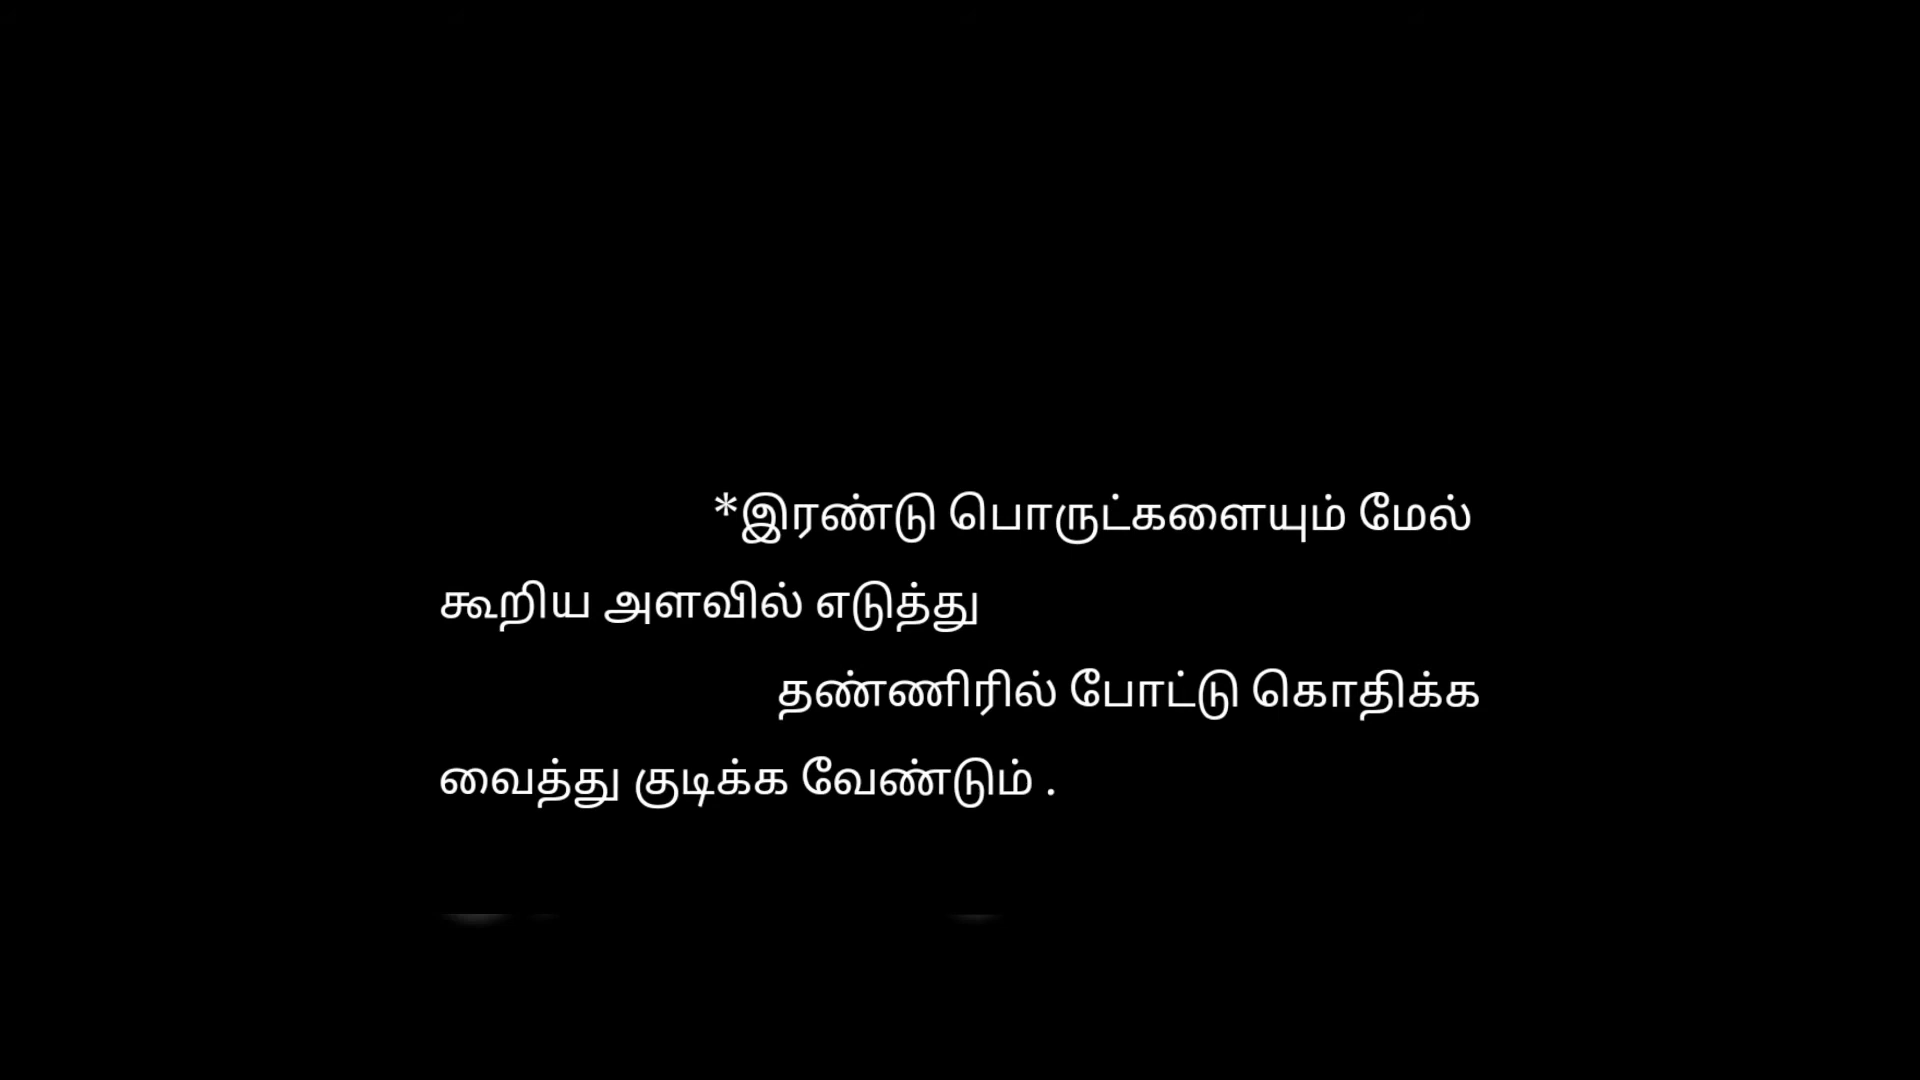 *இரண்டு பொருட்களையும் மேல்
கூறிய அளவில் எடுத்து
தண்ணிரில் போட்டு கொதிக்க
வைத்து குடிக்க வேண்டும் .